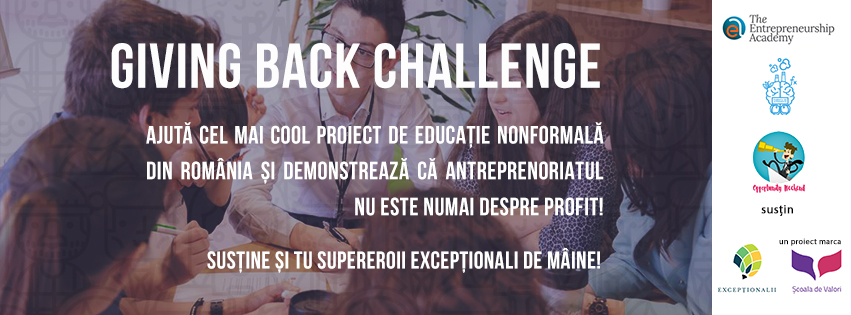 GIVING BACK CHALLENGE
AJUTĂ CEL MAI COOL PROIECT DE EDUCAȚIE NONFORMALĂ
DIN ROMÂNIA ȘI DEMONSTREAZĂ CĂ ANTREPRENORIATUL
NU ESTE NUMAI DESPRE PROFIT!
SUSȚINE ȘI TU SUPEREROII EXCEPȚIONALI DE MÂINE!
The
Entrepreneurship
Academy
Opportunity Weekend
susțin
un proiect marca
EXCEPȚIONALII
Școala de Valori